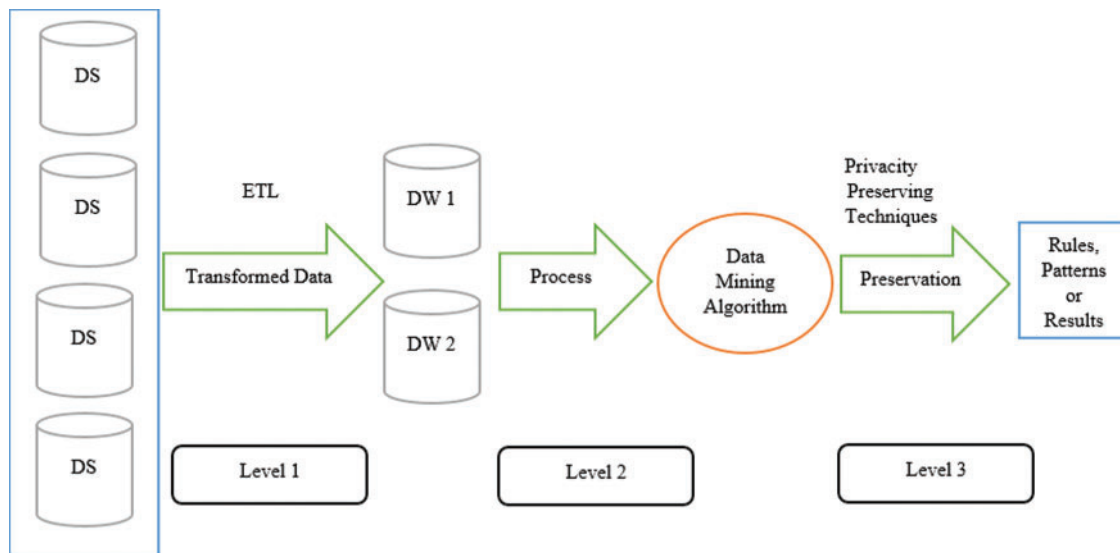 DS
DS
DS
DS
ETL
Transformed Data
DW 1
DW 2
Process
Data
Mining
Algorithm
Privacity
Preserving
Techniques
Preservation
Rules,
Patterns
or
Results
Level 1
Level 2
Level 3